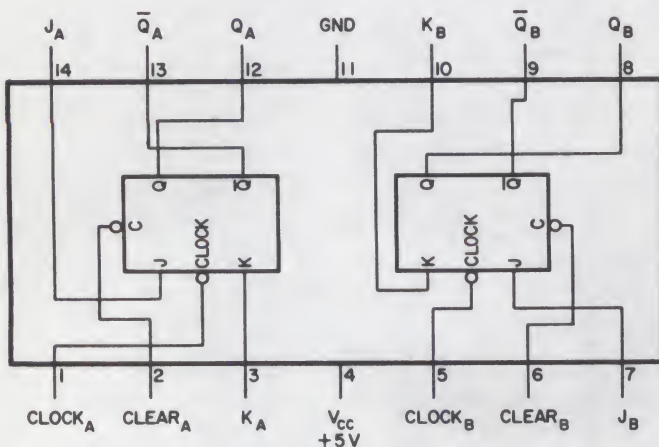 J_A Q̅_A Q_A GND K_B Q̅_B Q_B
14 13 12 11 10 9 8
Q Q̅ Q Q̅
C CLOCK CLOCK C
J K K J
1 2 3 4 5 6 7
CLOCK_A CLEAR_A K_A V_CC CLOCK_B CLEAR_B J_B
+5V